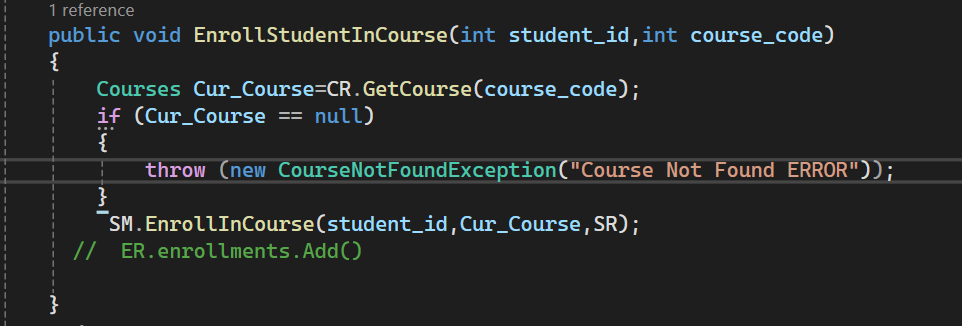 1 reference
public void EnrollStudentInCourse(int student_id,int course_code)
{
Courses Cur_Course=CR.GetCourse(course_code);
if (Cur_Course == null)
{
throw (new CourseNotFoundException("Course Not Found ERROR"));
}
SM.EnrollInCourse(student_id,Cur_Course,SR);
// ER.enrollments.Add()
}